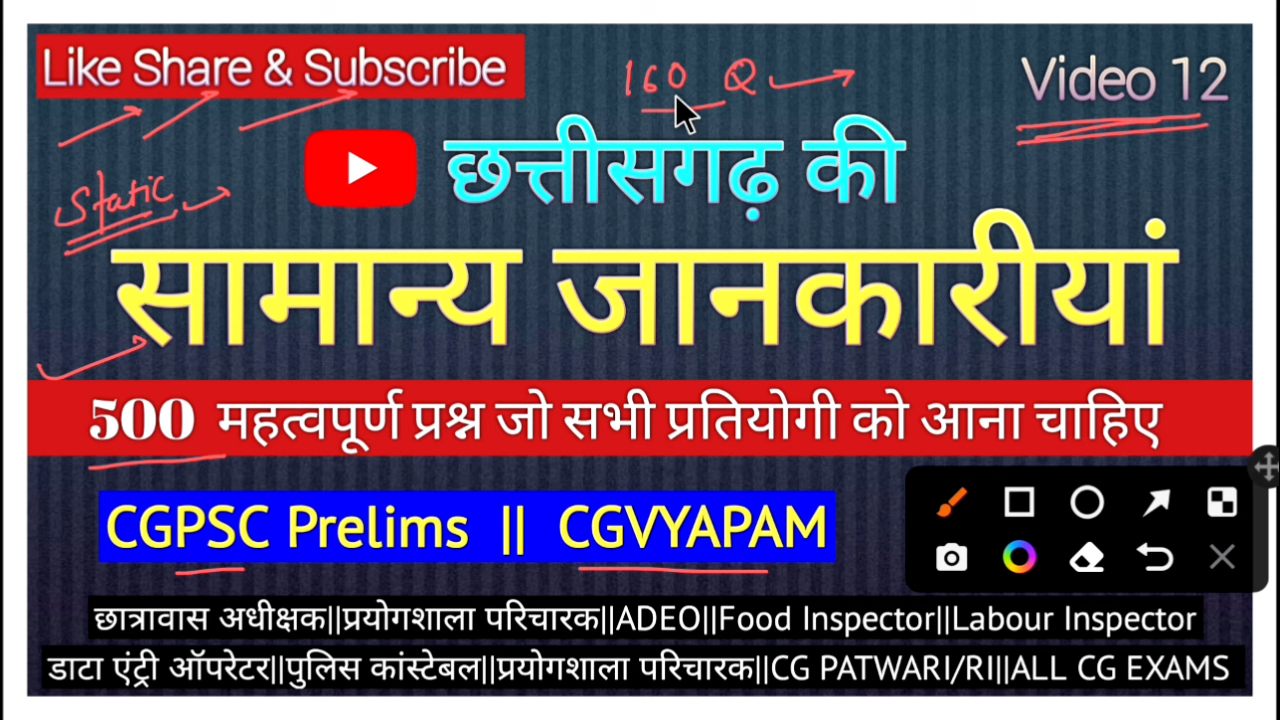 Like Share & Subscribe
160 Q
Video 12
छत्तीसगढ़ की
Static
सामान्य जानकारीयां
500 महत्वपूर्ण प्रश्न जो सभी प्रतियोगी को आना चाहिए
CGPSC Prelims || CGVYAPAM
छात्रावास अधीक्षक||प्रयोगशाला परिचारक||ADEO||Food Inspector||Labour Inspector
डाटा एंट्री ऑपरेटर||पुलिस कांस्टेबल||प्रयोगशाला परिचारक||CG PATWARI/RI||ALL CG EXAMS